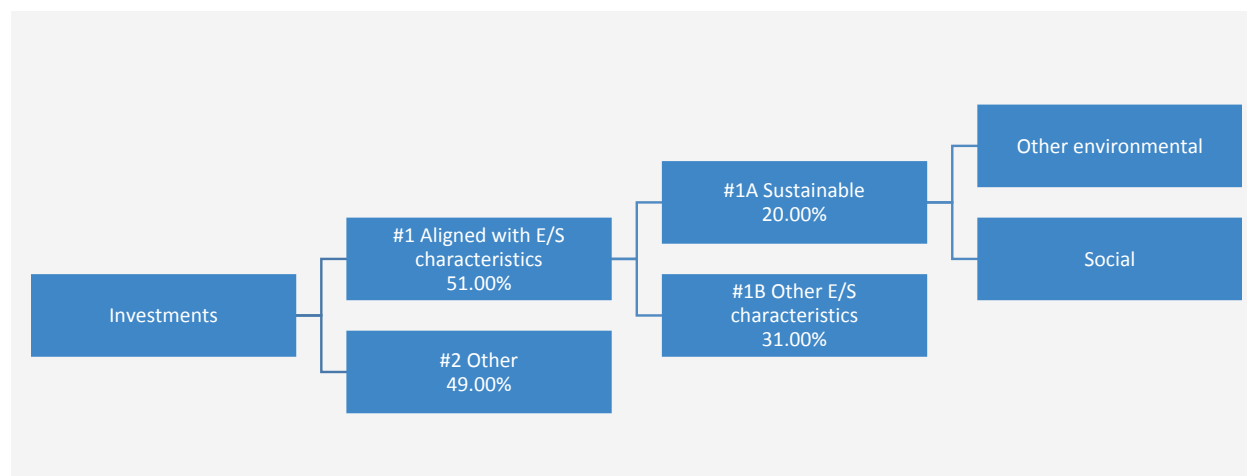 Investments
#1 Aligned with E/S
characteristics
51.00%
#2 Other
49.00%
#1A Sustainable
20.00%
#1B Other E/S
characteristics
31.00%
Other environmental
Social